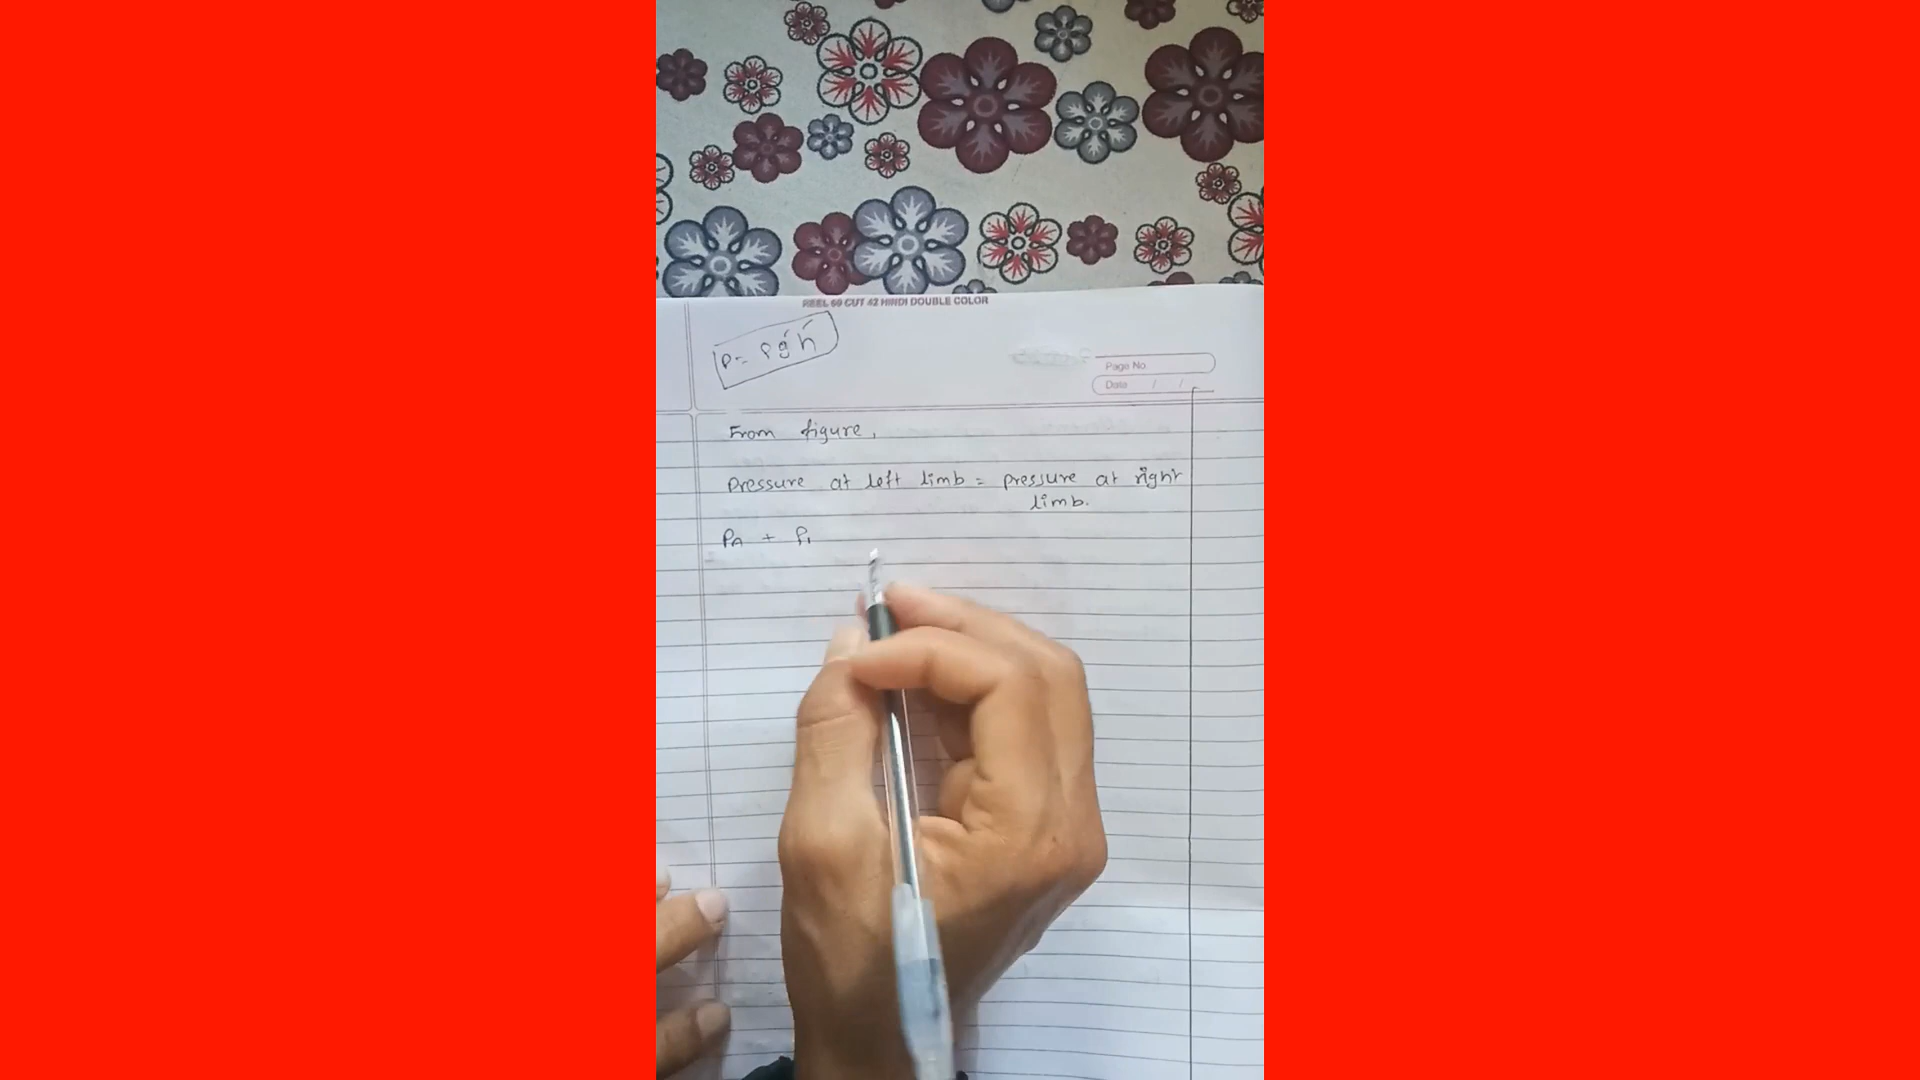 REEL 60 CUT 42 HINDI DOUBLE COLOR
P = ρgh
Page No.
Date / /
From figure,
Pressure at left limb = pressure at right
limb.
PA + ρ1